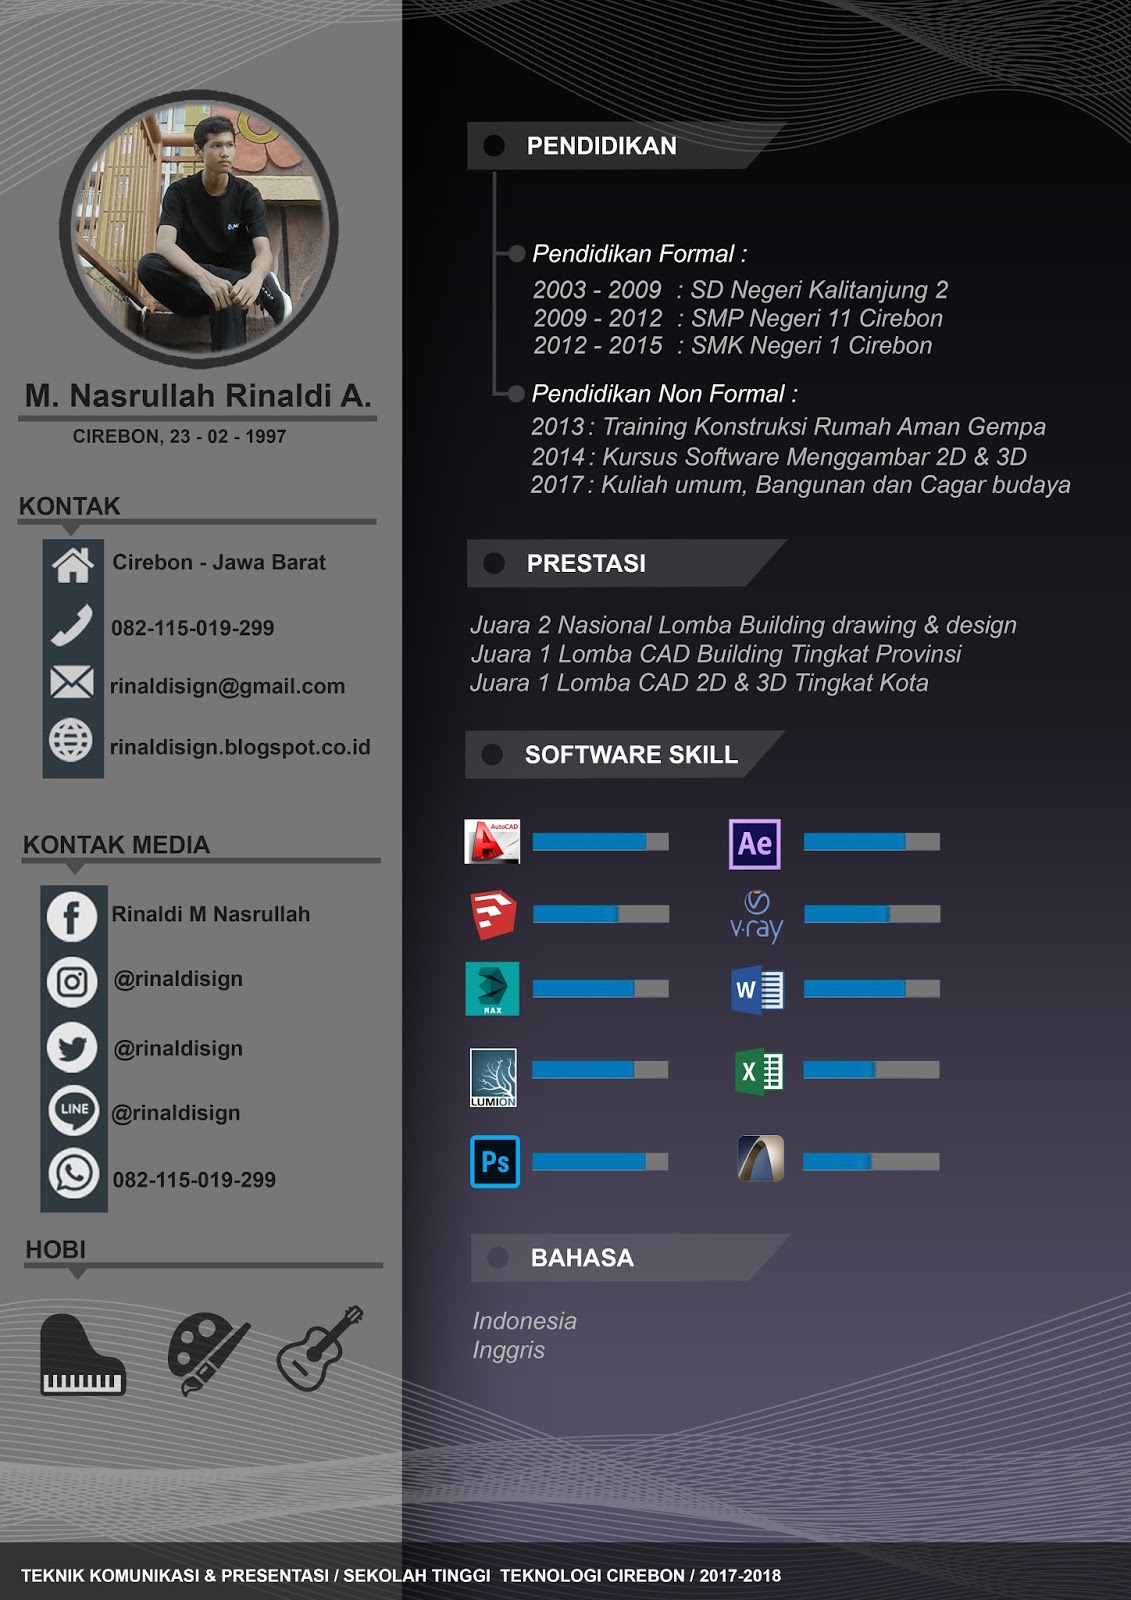 M. Nasrullah Rinaldi A.
CIREBON, 23 - 02 - 1997
KONTAK
Cirebon - Jawa Barat
082-115-019-299
rinaldisign@gmail.com
rinaldisign.blogspot.co.id
KONTAK MEDIA
Rinaldi M Nasrullah
@rinaldisign
@rinaldisign
LINE
@rinaldisign
082-115-019-299
HOBI
PENDIDIKAN
Pendidikan Formal :
2003 - 2009 : SD Negeri Kalitanjung 2
2009 - 2012 : SMP Negeri 11 Cirebon
2012 - 2015 : SMK Negeri 1 Cirebon
Pendidikan Non Formal :
2013 : Training Konstruksi Rumah Aman Gempa
2014 : Kursus Software Menggambar 2D & 3D
2017 : Kuliah umum, Bangunan dan Cagar budaya
PRESTASI
Juara 2 Nasional Lomba Building drawing & design
Juara 1 Lomba CAD Building Tingkat Provinsi
Juara 1 Lomba CAD 2D & 3D Tingkat Kota
SOFTWARE SKILL
AutoCAD
Ae
v·ray
MAX
W
LUMION
X
Ps
BAHASA
Indonesia
Inggris
TEKNIK KOMUNIKASI & PRESENTASI / SEKOLAH TINGGI TEKNOLOGI CIREBON / 2017-2018